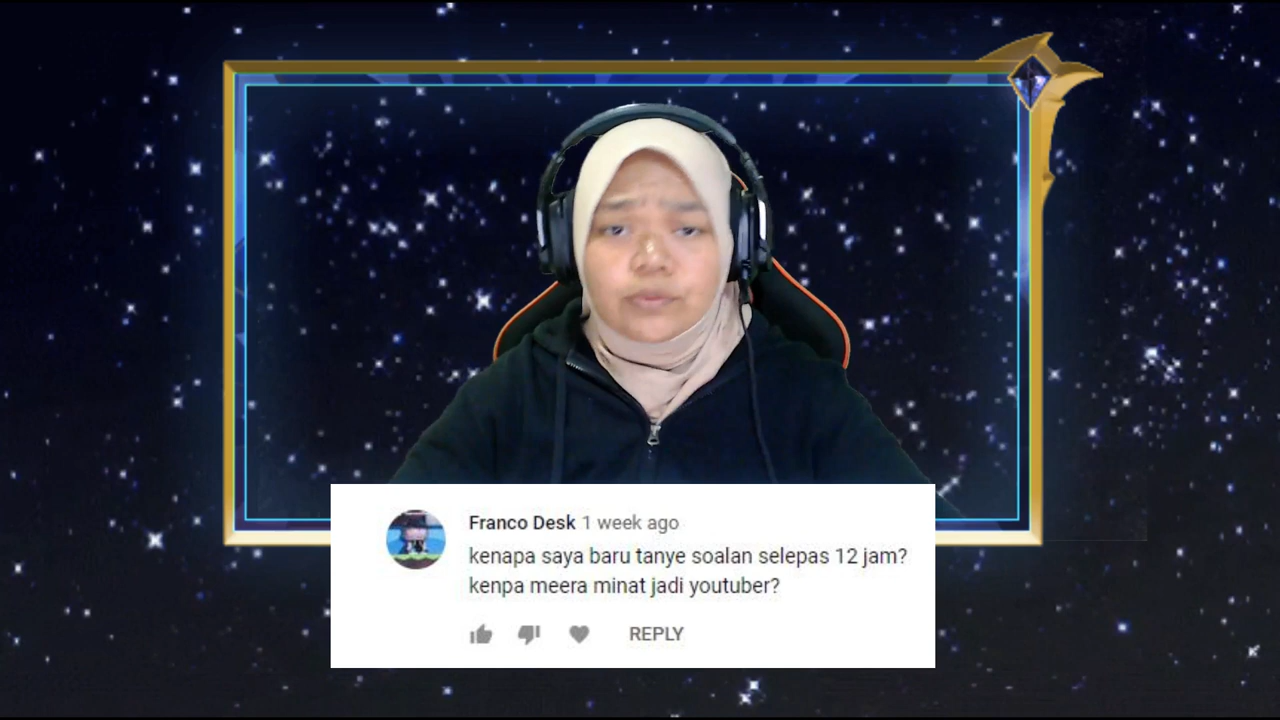 Franco Desk 1 week ago
kenapa saya baru tanye soalan selepas 12 jam?
kenpa meera minat jadi youtuber?
REPLY